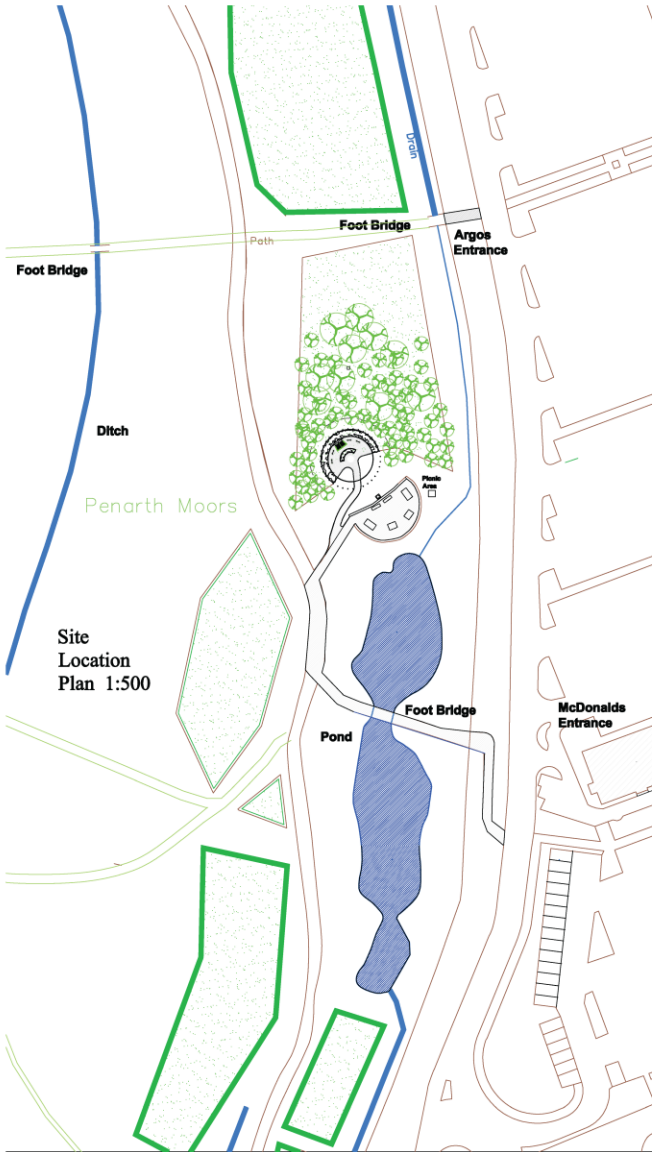 Drain
Foot Bridge
Argos
Entrance
Path
Foot Bridge
Ditch
Picnic
Area
Penarth Moors
Site
Location
Plan 1:500
Foot Bridge
McDonalds
Entrance
Pond